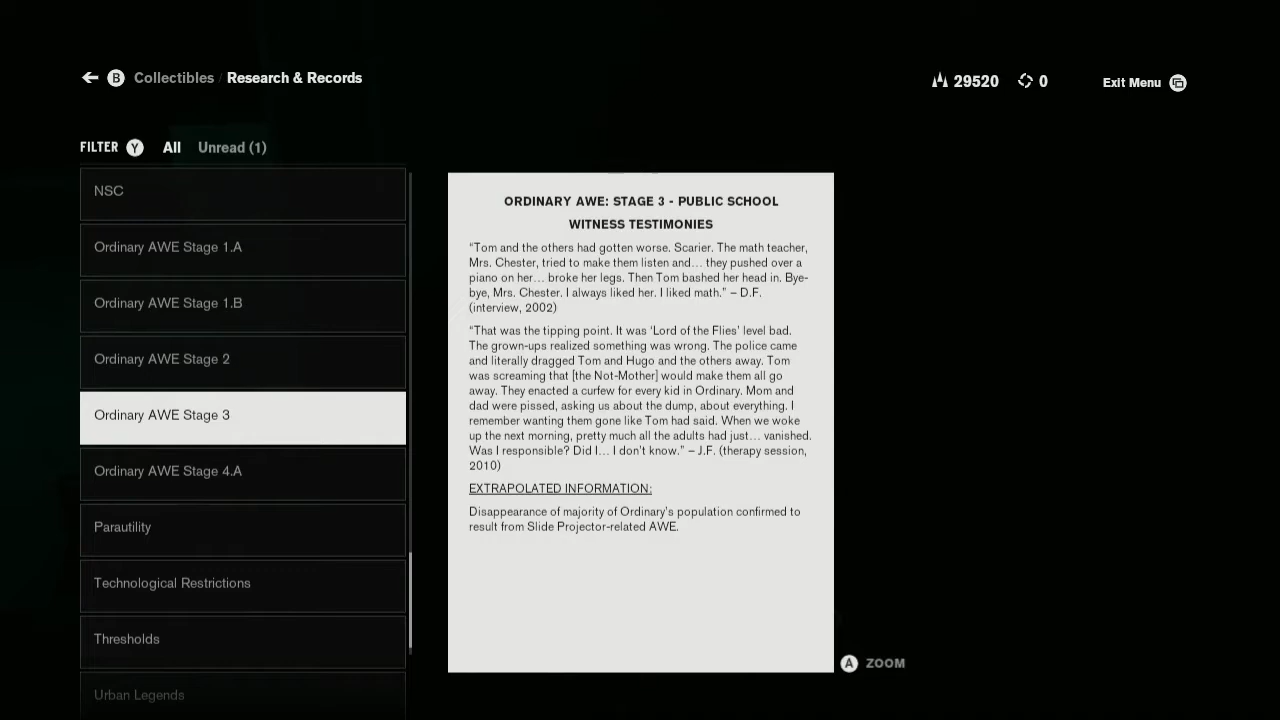 B Collectibles / Research & Records
29520 0 Exit Menu
FILTER Y All Unread (1)
NSC
Ordinary AWE Stage 1.A
Ordinary AWE Stage 1.B
Ordinary AWE Stage 2
Ordinary AWE Stage 3
Ordinary AWE Stage 4.A
Parautility
Technological Restrictions
Thresholds
Urban Legends
ORDINARY AWE: STAGE 3 - PUBLIC SCHOOL
WITNESS TESTIMONIES
“Tom and the others had gotten worse. Scarier. The math teacher,
Mrs. Chester, tried to make them listen and... they pushed over a
piano on her... broke her legs. Then Tom bashed her head in. Bye-
bye, Mrs. Chester. I always liked her. I liked math.” – D.F.
(interview, 2002)
“That was the tipping point. It was ‘Lord of the Flies’ level bad.
The grown-ups realized something was wrong. The police came
and literally dragged Tom and Hugo and the others away. Tom
was screaming that [the Not-Mother] would make them all go
away. They enacted a curfew for every kid in Ordinary. Mom and
dad were pissed, asking us about the dump, about everything. I
remember wanting them gone like Tom had said. When we woke
up the next morning, pretty much all the adults had just... vanished.
Was I responsible? Did I... I don’t know.” – J.F. (therapy session,
2010)
EXTRAPOLATED INFORMATION:
Disappearance of majority of Ordinary’s population confirmed to
result from Slide Projector-related AWE.
A ZOOM